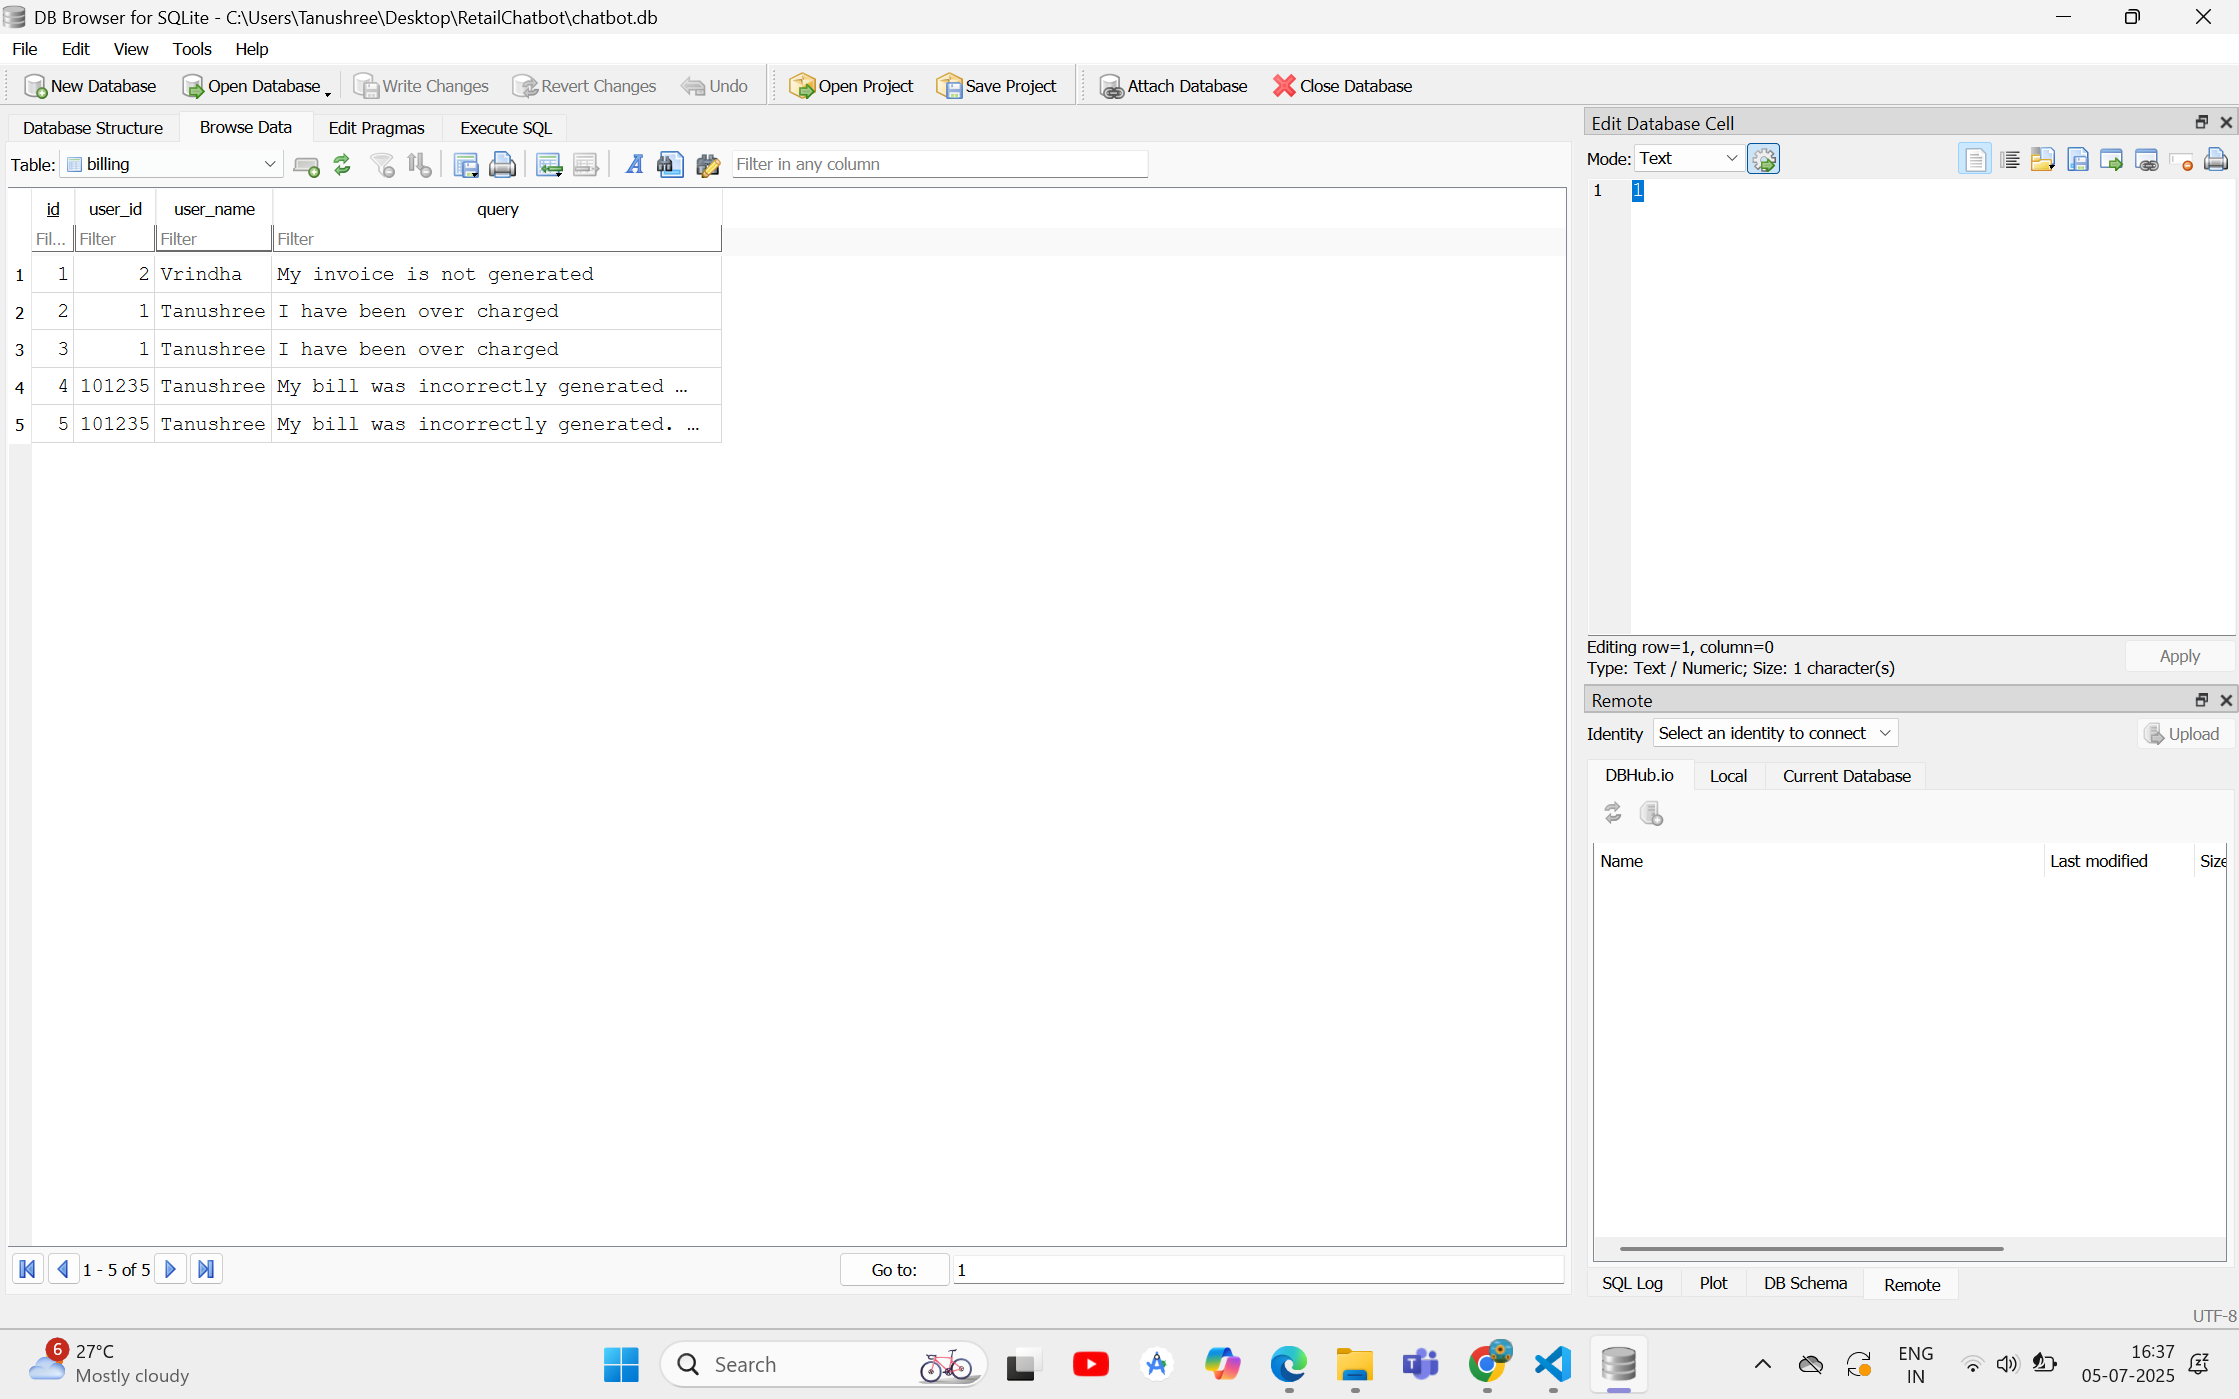 DB Browser for SQLite - C:\Users\Tanushree\Desktop\RetailChatbot\chatbot.db
File Edit View Tools Help
New Database Open Database Write Changes Revert Changes Undo Open Project Save Project Attach Database Close Database
Database Structure Browse Data Edit Pragmas Execute SQL
Table: billing Filter in any column
id user_id user_name query
Fil... Filter Filter Filter
1 1 2 Vrindha My invoice is not generated
2 2 1 Tanushree I have been over charged
3 3 1 Tanushree I have been over charged
4 4 101235 Tanushree My bill was incorrectly generated …
5 5 101235 Tanushree My bill was incorrectly generated. …
1 - 5 of 5 Go to: 1
Edit Database Cell
Mode: Text
1 1
Editing row=1, column=0
Type: Text / Numeric; Size: 1 character(s)
Apply
Remote
Identity Select an identity to connect Upload
DBHub.io Local Current Database
Name Last modified Size
SQL Log Plot DB Schema Remote
UTF-8
6 27°C
Mostly cloudy
Search
ENG
IN
16:37
05-07-2025